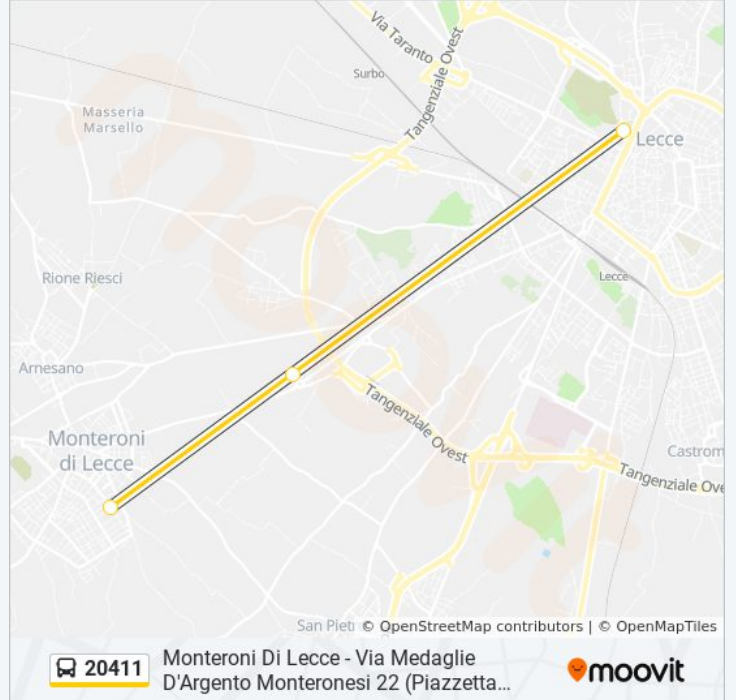 Via Taranto
Tangenziale Ovest
Surbo
Masseria
Marsello
Lecce
Rione Riesci
Lecce
Arnesano
Tangenziale Ovest
Monteroni
di Lecce
Castrom
Tangenziale Ove
San Pieti
© OpenStreetMap contributors | © OpenMapTiles
20411
Monteroni Di Lecce - Via Medaglie
D'Argento Monteronesi 22 (Piazzetta...
moovit